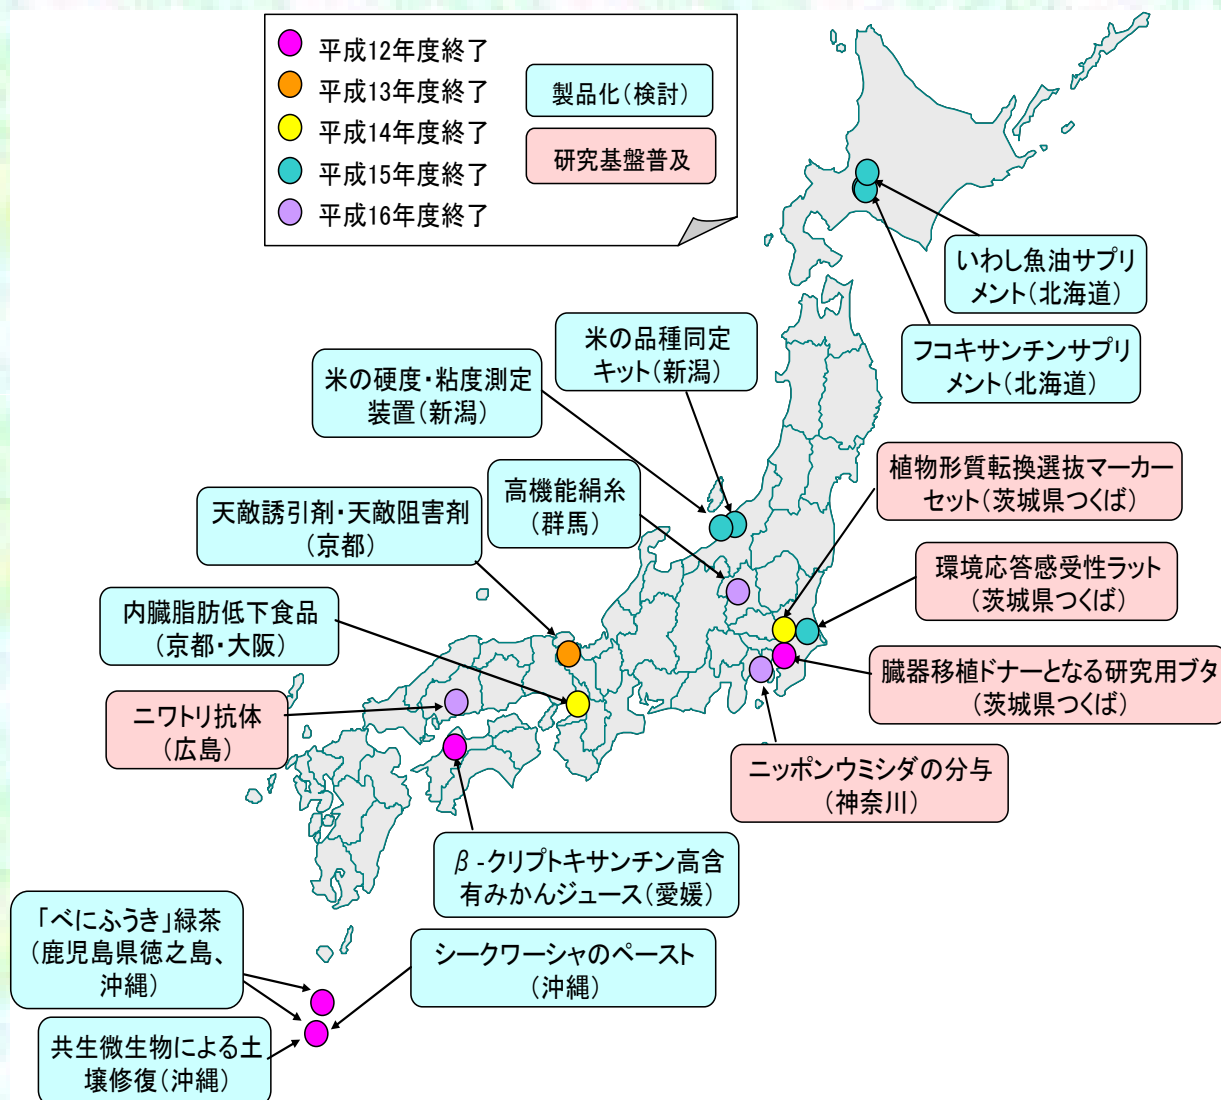 平成12年度終了
平成13年度終了
平成14年度終了
平成15年度終了
平成16年度終了
製品化(検討)
研究基盤普及
いわし魚油サプリ
メント(北海道)
フコキサンチンサプリ
メント(北海道)
米の品種同定
キット(新潟)
米の硬度・粘度測定
装置(新潟)
植物形質転換選抜マーカー
セット(茨城県つくば)
高機能絹糸
(群馬)
天敵誘引剤・天敵阻害剤
(京都)
環境応答感受性ラット
(茨城県つくば)
内臓脂肪低下食品
(京都・大阪)
臓器移植ドナーとなる研究用ブタ
(茨城県つくば)
ニワトリ抗体
(広島)
ニッポンウミシダの分与
(神奈川)
β-クリプトキサンチン高含
有みかんジュース(愛媛)
「べにふうき」緑茶
(鹿児島県徳之島、
沖縄)
シークワーシャのペースト
(沖縄)
共生微生物による土
壌修復(沖縄)